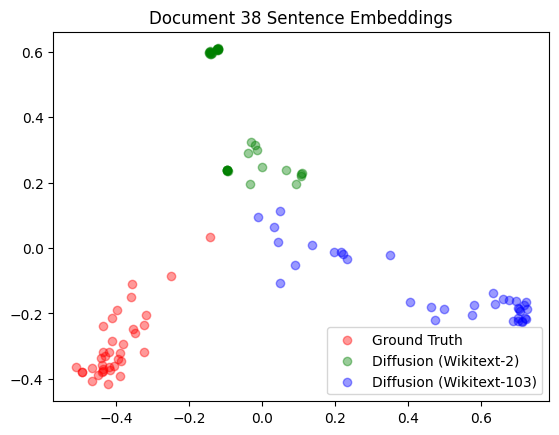 Document 38 Sentence Embeddings
0.6
0.4
0.2
0.0
−0.2
−0.4
Ground Truth
Diffusion (Wikitext-2)
Diffusion (Wikitext-103)
−0.4 −0.2 0.0 0.2 0.4 0.6